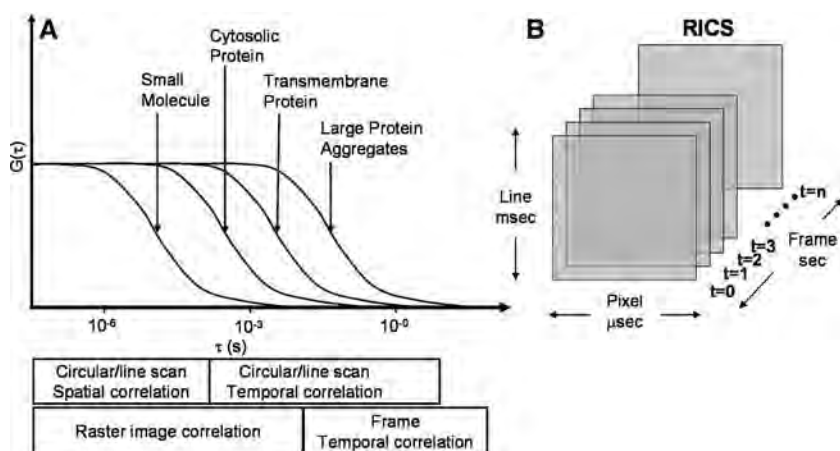 A
Cytosolic
Protein
Small
Molecule
Transmembrane
Protein
Large Protein
Aggregates
G(τ)
10-6
10-3
10-0
τ (s)
Circular/line scan
Spatial correlation
Circular/line scan
Temporal correlation
Raster image correlation
Frame
Temporal correlation
B
RICS
Line
msec
t=n
t=3
t=2
t=1
t=0
Frame
sec
Pixel
μsec